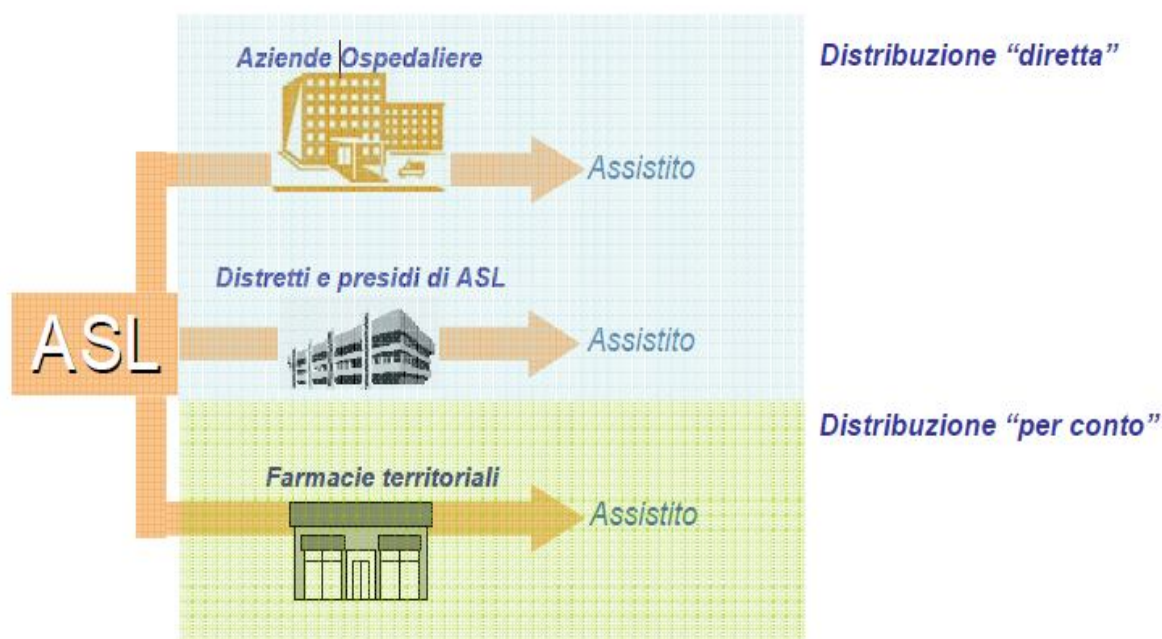 Aziende Ospedaliere
Distribuzione “diretta”
Assistito
Distretti e presidi di ASL
ASL
Assistito
Distribuzione “per conto”
Farmacie territoriali
Assistito